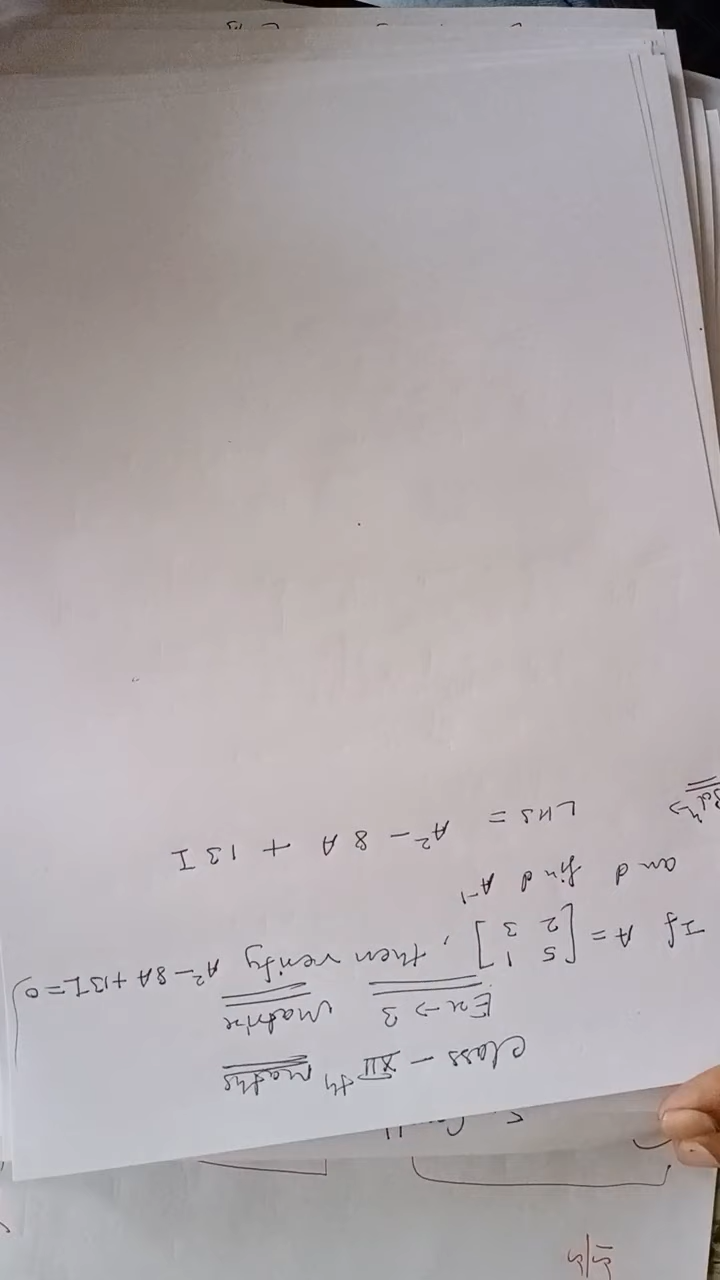 Class - XII th maths
Ex → 3 Matrix
If A = [5 1
2 3], then verify A² - 8A + 13I = 0
and find A⁻¹
Solⁿ → LHS = A² - 8A + 13I